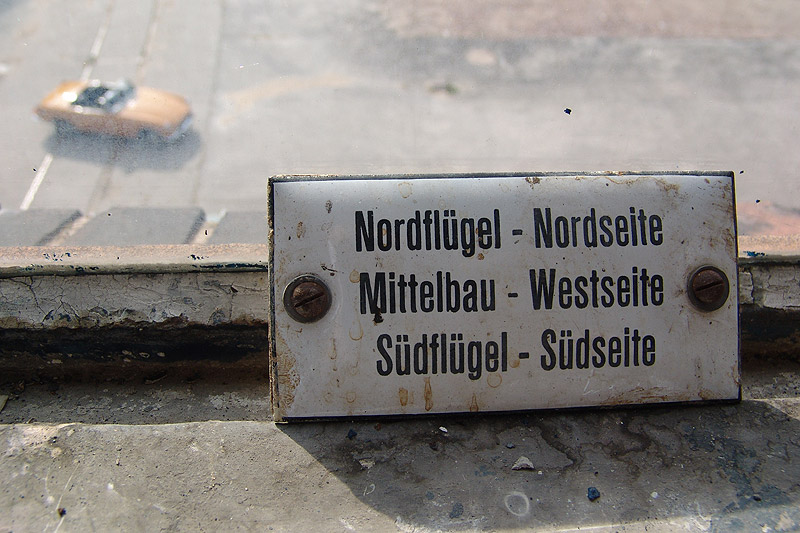 Nordflügel - Nordseite
Mittelbau - Westseite
Südflügel - Südseite